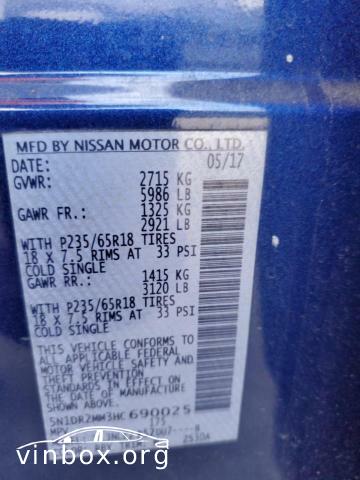 MFD BY NISSAN MOTOR CO., LTD.
DATE: 05/17
GVWR: 2715 KG
5986 LB
GAWR FR.: 1325 KG
2921 LB
WITH P235/65R18 TIRES
18 X 7.5 RIMS AT 33 PSI
COLD SINGLE
GAWR RR.: 1415 KG
3120 LB
WITH P235/65R18 TIRES
18 X 7.5 RIMS AT 33 PSI
COLD SINGLE
THIS VEHICLE CONFORMS TO
ALL APPLICABLE FEDERAL
MOTOR VEHICLE SAFETY
STANDARDS IN EFFECT ON
THE DATE OF MANUFACTURE
SHOWN ABOVE.
5N1DR2MM3HC690025
MPV 175
TRIM:
vinbox.org